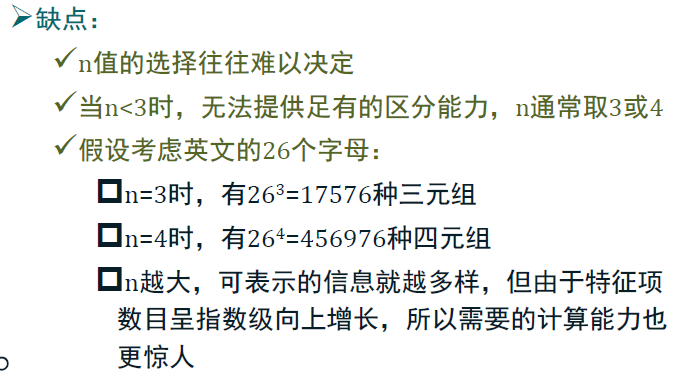 ➢缺点：
✓n值的选择往往难以决定
✓当n<3时，无法提供足有的区分能力，n通常取3或4
✓假设考虑英文的26个字母：
❑n=3时，有26³=17576种三元组
❑n=4时，有26⁴=456976种四元组
❑n越大，可表示的信息就越多样，但由于特征项
数目呈指数级向上增长，所以需要的计算能力也
更惊人